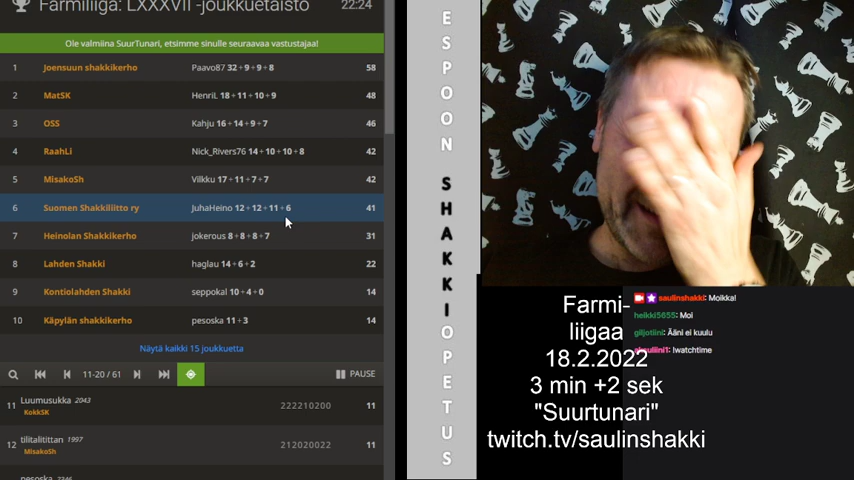 Farmiliiga: LXXXVII -joukkuetaisto 22:24
Ole valmiina SuurTunari, etsimme sinulle seuraavaa vastustajaa!
1 Joensuun shakkikerho Paavo87 32+9+9+8 58
2 MatSK HenriL 18+11+10+9 48
3 OSS Kahju 16+14+9+7 46
4 RaahLi Nick_Rivers76 14+10+10+8 42
5 MisakoSh Vilkku 17+11+7+7 42
6 Suomen Shakkiliitto ry JuhaHeino 12+12+11+6 41
7 Heinolan Shakkikerho jokerous 8+8+8+7 31
8 Lahden Shakki haglau 14+6+2 22
9 Kontiolahden Shakki seppokal 10+4+0 14
10 Käpylän shakkikerho pesoska 11+3 14
Näytä kaikki 15 joukkuetta
11-20 / 61 PAUSE
11 Luumusukka 2043 222210200 11
KokkSK
12 tilitalitittan 1997 212020022 11
MisakoSh
ESPOON SHAKKIOPETUS
Farmi-
liigaa
18.2.2022
3 min +2 sek
"Suurtunari"
twitch.tv/saulinshakki
saulinshakki: Moikka!
heikki5655: Moi
giljotiini: Ääni ei kuulu
!watchtime